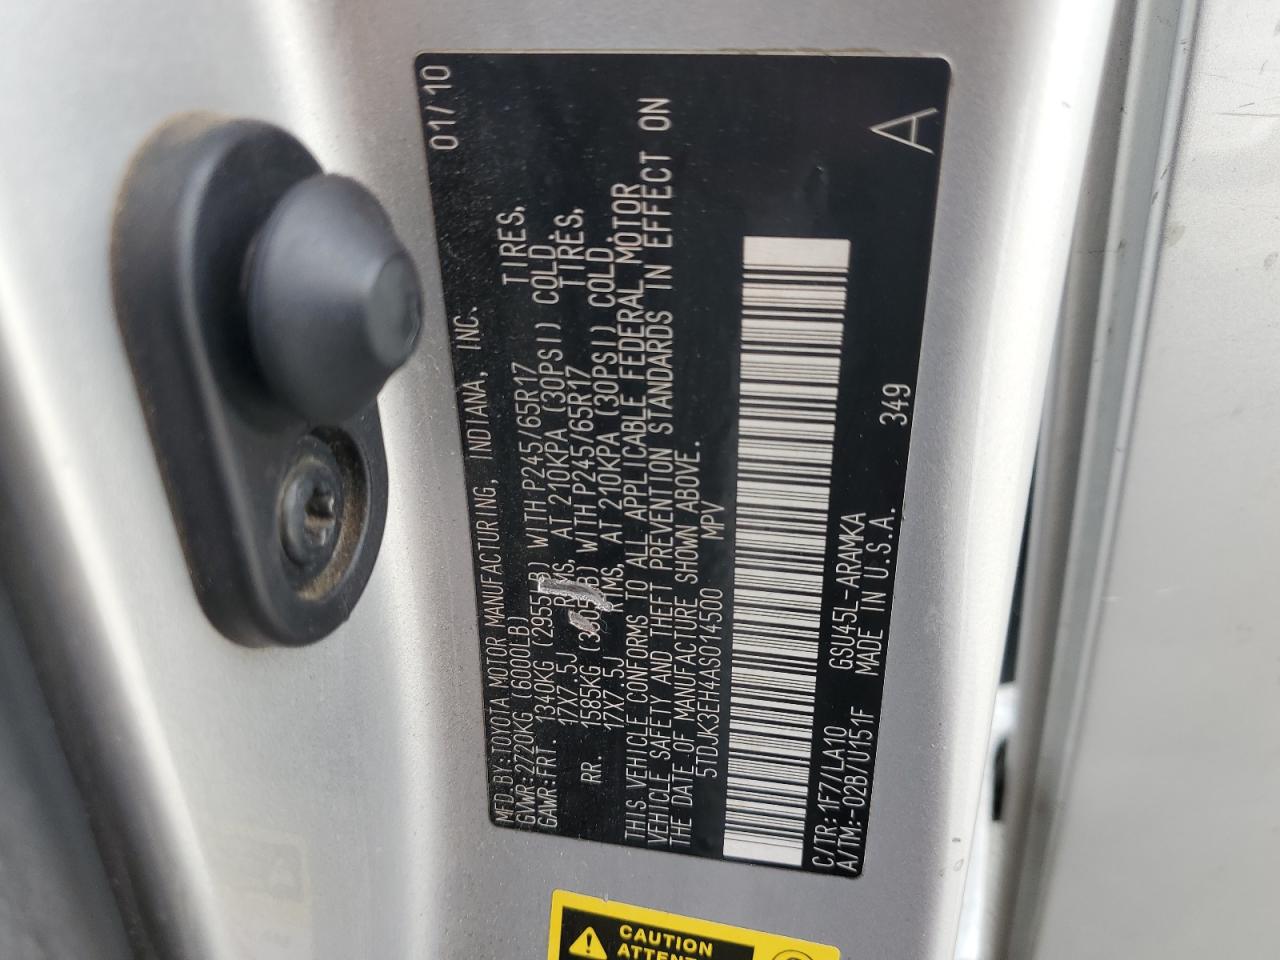 MFD.BY:TOYOTA MOTOR MANUFACTURING, INDIANA, INC. 01/10
GVWR:2720KG (6000LB)
GAWR:FRT 1340KG (2955LB) WITH P245/65R17 TIRES,
17X7.5J RIMS, AT 210KPA (30PSI) COLD.
RR. 1585KG WITH P245/65R17 TIRES,
17X7.5J RIMS, AT 210KPA (30PSI) COLD.
THIS VEHICLE CONFORMS TO ALL APPLICABLE FEDERAL MOTOR
VEHICLE SAFETY AND THEFT PREVENTION STANDARDS IN EFFECT ON
THE DATE OF MANUFACTURE SHOWN ABOVE.
5TDJK3EH4AS014500 MPV
C/TR:1F7/LA10 GSU45L-ARAMKA 349 A
A/TM:-02B/U151F MADE IN U.S.A.
CAUTION